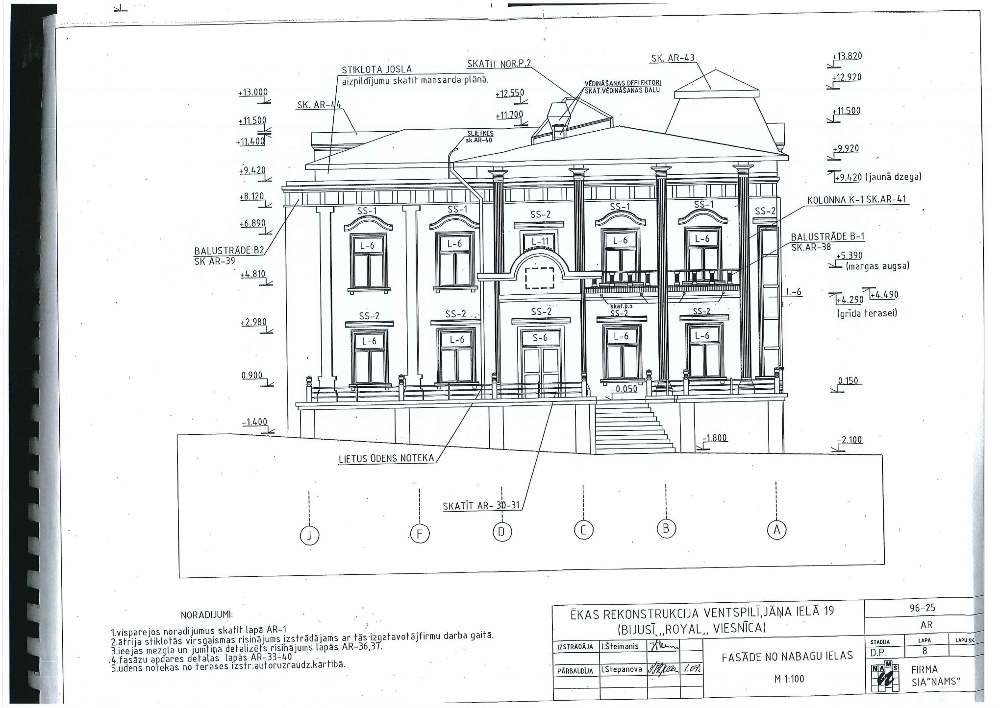 +13.820
SK. AR-43
SKATIT NOR.P.2
STIKLOTA JOSLA
aizpildījumu skatīt mansarda plānā.
+12.920
VĒDINĀŠANAS DEFLEKTORI
SKAT.VĒDINĀŠANAS DAĻU
+13.000
+12.550
SK. AR-44
+11.500
+11.700
+11.500
SLIETNES
sk.AR-40
+11.400
+9.920
+9.420
+9.420 (jaunā dzega)
+8.120
KOLONNA K-1 SK.AR-41
SS-1
SS-1
SS-2
SS-1
SS-1
SS-2
+6.890
L-6
L-6
L-11
L-6
L-6
BALUSTRĀDE B-1
SK.AR-38
BALUSTRĀDE B2
SK AR-39
+5.390
(margas augsa)
+4.810
L-6
+4.290
+4.490
(grīda terasei)
skat.p.5
SS-2
SS-2
SS-2
SS-2
SS-2
+2.980
L-6
L-6
S-6
L-6
L-6
0.900
0.150
-0.050
-1.400
-1.800
-2.100
LIETUS ŪDENS NOTEKA
SKATĪT AR- 30-31
J
F
D
C
B
A
NORADIJUMI:
1.visparejos noradijumus skatīt lapā AR-1
2.ātrija stiklotās virsgaismas risinājums izstrādājams ar tās izgatavotājfirmu darba gaitā.
3.ieejas mezgla un jumtiņa detalizēts risinājums lapās AR-36,37.
4.fasāžu apdares detaļas lapās AR-33-40
5.udens notekas no terases izstr.autoruzraudz.kārtībā.
ĒKAS REKONSTRUKCIJA VENTSPILĪ,JĀŅA IELĀ 19
(BIJUSĪ ,,ROYAL,, VIESNĪCA)
96-25
AR
IZSTRĀDĀJA I.Šteimanis
PĀRBAUDĪJA I.Stepanova 1.07.
FASĀDE NO NABAGU IELAS
M 1:100
STADIJA LAPA LAPU SK.
D.P. 8
NAMS
FIRMA
SIA"NAMS"